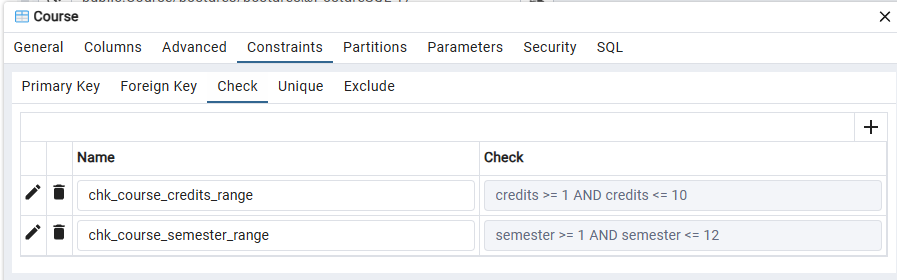 Course
General Columns Advanced Constraints Partitions Parameters Security SQL
Primary Key Foreign Key Check Unique Exclude
Name Check
chk_course_credits_range credits >= 1 AND credits <= 10
chk_course_semester_range semester >= 1 AND semester <= 12